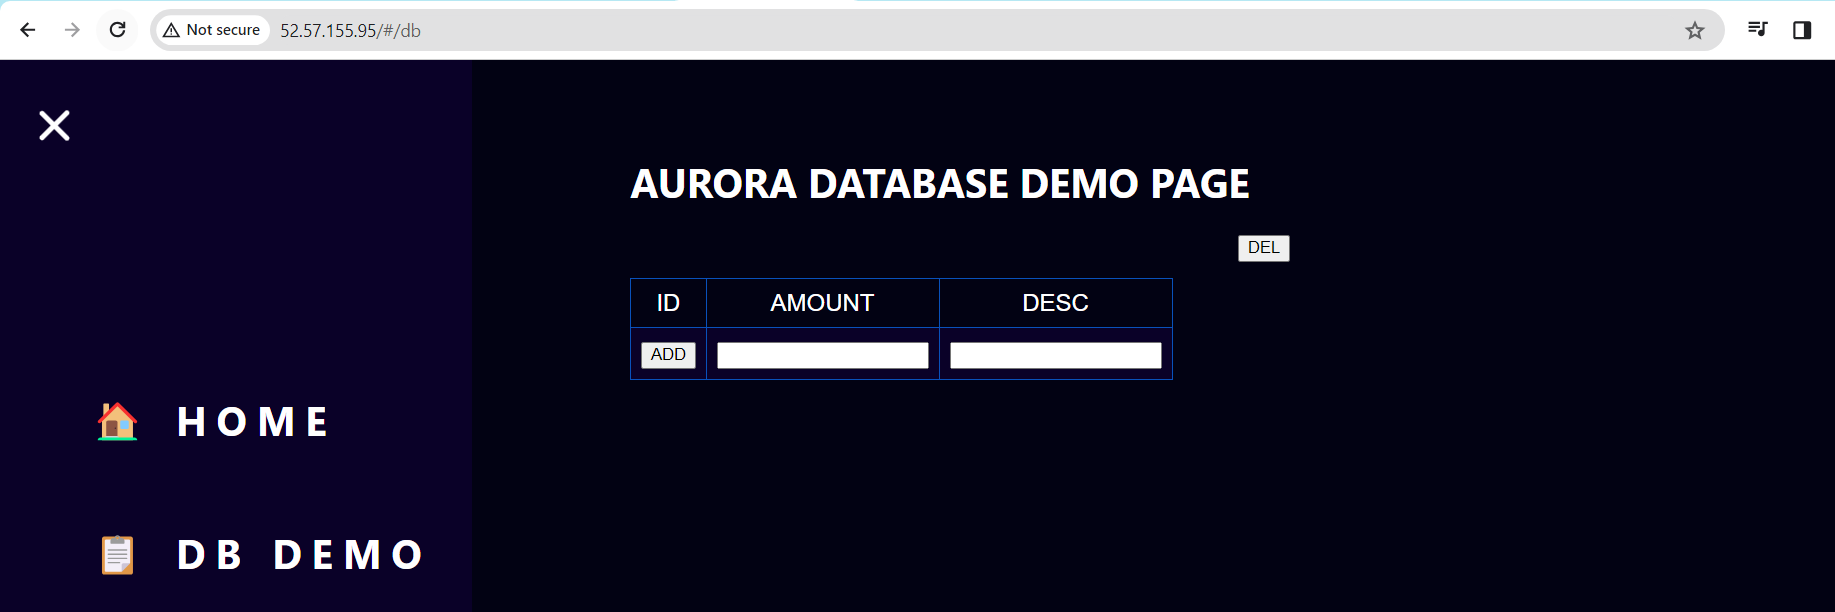 Not secure 52.57.155.95/#/db
AURORA DATABASE DEMO PAGE
DEL
ID AMOUNT DESC
ADD
HOME
DB DEMO